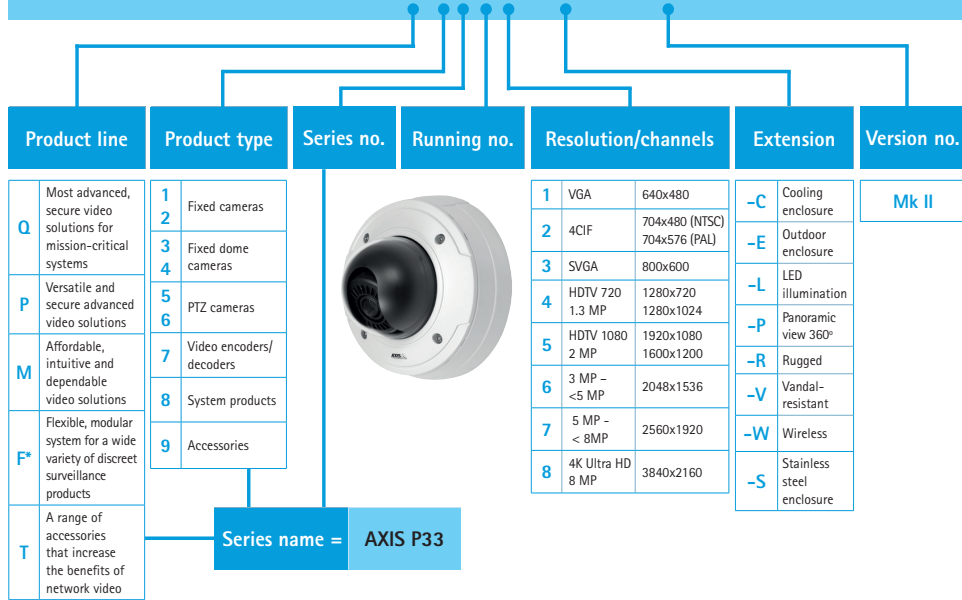 Product line
Product type
Series no.
Running no.
Resolution/channels
Extension
Version no.
Q
Most advanced,
secure video
solutions for
mission-critical
systems
P
Versatile and
secure advanced
video solutions
M
Affordable,
intuitive and
dependable
video solutions
F*
Flexible, modular
system for a wide
variety of discreet
surveillance
products
T
A range of
accessories
that increase
the benefits of
network video
1
2
Fixed cameras
3
4
Fixed dome
cameras
5
6
PTZ cameras
7
Video encoders/
decoders
8
System products
9
Accessories
AXIS
1 VGA 640x480
2 4CIF 704x480 (NTSC)
704x576 (PAL)
3 SVGA 800x600
4 HDTV 720 1280x720
1.3 MP 1280x1024
5 HDTV 1080 1920x1080
2 MP 1600x1200
6 3 MP – 2048x1536
<5 MP
7 5 MP - 2560x1920
< 8MP
8 4K Ultra HD 3840x2160
8 MP
-C Cooling
enclosure
-E Outdoor
enclosure
-L LED
illumination
-P Panoramic
view 360°
-R Rugged
-V Vandal-
resistant
-W Wireless
-S Stainless
steel
enclosure
Mk II
Series name = AXIS P33